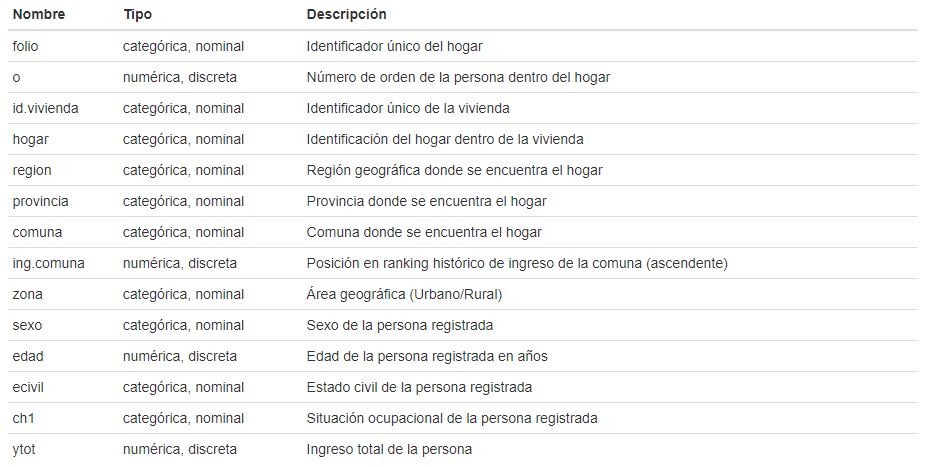 Nombre Tipo Descripción
folio categórica, nominal Identificador único del hogar
o numérica, discreta Número de orden de la persona dentro del hogar
id.vivienda categórica, nominal Identificador único de la vivienda
hogar categórica, nominal Identificación del hogar dentro de la vivienda
region categórica, nominal Región geográfica donde se encuentra el hogar
provincia categórica, nominal Provincia donde se encuentra el hogar
comuna categórica, nominal Comuna donde se encuentra el hogar
ing.comuna numérica, discreta Posición en ranking histórico de ingreso de la comuna (ascendente)
zona categórica, nominal Área geográfica (Urbano/Rural)
sexo categórica, nominal Sexo de la persona registrada
edad numérica, discreta Edad de la persona registrada en años
ecivil categórica, nominal Estado civil de la persona registrada
ch1 categórica, nominal Situación ocupacional de la persona registrada
ytot numérica, discreta Ingreso total de la persona